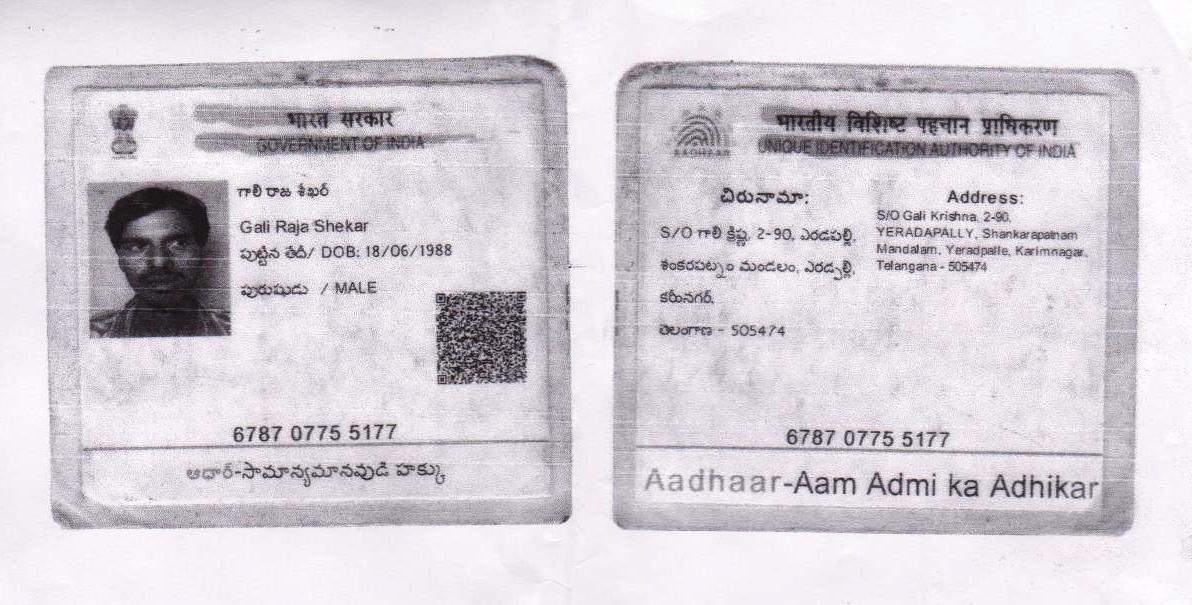 भारत सरकार
GOVERNMENT OF INDIA
గాలి రాజ శేఖర్
Gali Raja Shekar
పుట్టిన తేదీ/ DOB: 18/06/1988
పురుషుడు / MALE
6787 0775 5177
ఆధార్-సామాన్యమానవుడి హక్కు
भारतीय विशिष्ट पहचान प्राधिकरण
UNIQUE IDENTIFICATION AUTHORITY OF INDIA
AADHAAR
చిరునామా:
S/O గాలి క్రిష్ణ, 2-90, ఎరడపల్లి,
శంకరపట్నం మండలం, ఎరడ్పల్లి,
కరీంనగర్,
తెలంగాణ - 505474
Address:
S/O Gali Krishna, 2-90,
YERADAPALLY, Shankarapatnam
Mandalam, Yeradpalle, Karimnagar,
Telangana - 505474
6787 0775 5177
Aadhaar-Aam Admi ka Adhikar